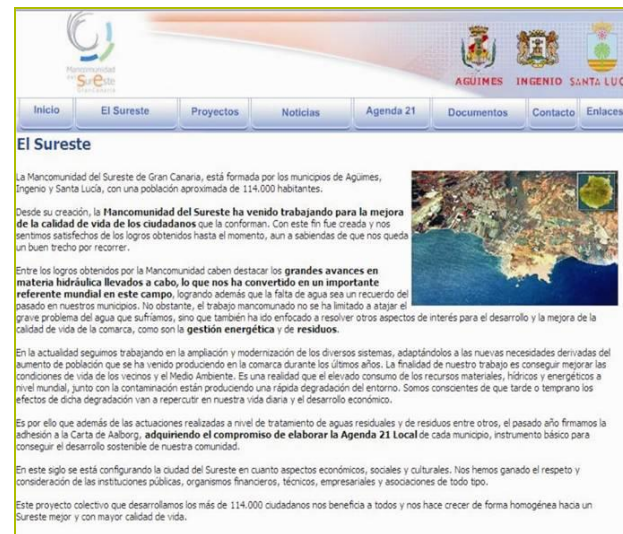 Mancomunidad
del SurEste
Gran Canaria
AGÜIMES INGENIO SANTA LUC
Inicio El Sureste Proyectos Noticias Agenda 21 Documentos Contacto Enlaces
El Sureste
La Mancomunidad del Sureste de Gran Canaria, está formada por los municipios de Agüimes,
Ingenio y Santa Lucía, con una población aproximada de 114.000 habitantes.
Desde su creación, la Mancomunidad del Sureste ha venido trabajando para la mejora
de la calidad de vida de los ciudadanos que la conforman. Con este fin fue creada y nos
sentimos satisfechos de los logros obtenidos hasta el momento, aun a sabiendas de que nos queda
un buen trecho por recorrer.
Entre los logros obtenidos por la Mancomunidad caben destacar los grandes avances en
materia hidráulica llevados a cabo, lo que nos ha convertido en un importante
referente mundial en este campo, logrando además que la falta de agua sea un recuerdo del
pasado en nuestros municipios. No obstante, el trabajo mancomunado no se ha limitado a atajar el
grave problema del agua que sufríamos, sino que también ha ido enfocado a resolver otros aspectos de interés para el desarrollo y la mejora de la
calidad de vida de la comarca, como son la gestión energética y de residuos.
En la actualidad seguimos trabajando en la ampliación y modernización de los diversos sistemas, adaptándolos a las nuevas necesidades derivadas del
aumento de población que se ha venido produciendo en la comarca durante los últimos años. La finalidad de nuestro trabajo es conseguir mejorar las
condiciones de vida de los vecinos y el Medio Ambiente. Es una realidad que el elevado consumo de los recursos materiales, hídricos y energéticos a
nivel mundial, junto con la contaminación están produciendo una rápida degradación del entorno. Somos conscientes de que tarde o temprano los
efectos de dicha degradación van a repercutir en nuestra vida diaria y el desarrollo económico.
Es por ello que además de las actuaciones realizadas a nivel de tratamiento de aguas residuales y de residuos entre otros, el pasado año firmamos la
adhesión a la Carta de Aalborg, adquiriendo el compromiso de elaborar la Agenda 21 Local de cada municipio, instrumento básico para
conseguir el desarrollo sostenible de nuestra comunidad.
En este siglo se está configurando la ciudad del Sureste en cuanto aspectos económicos, sociales y culturales. Nos hemos ganado el respeto y
consideración de las instituciones públicas, organismos financieros, técnicos, empresariales y asociaciones de todo tipo.
Este proyecto colectivo que desarrollamos los más de 114.000 ciudadanos nos beneficia a todos y nos hace crecer de forma homogénea hacia un
Sureste mejor y con mayor calidad de vida.